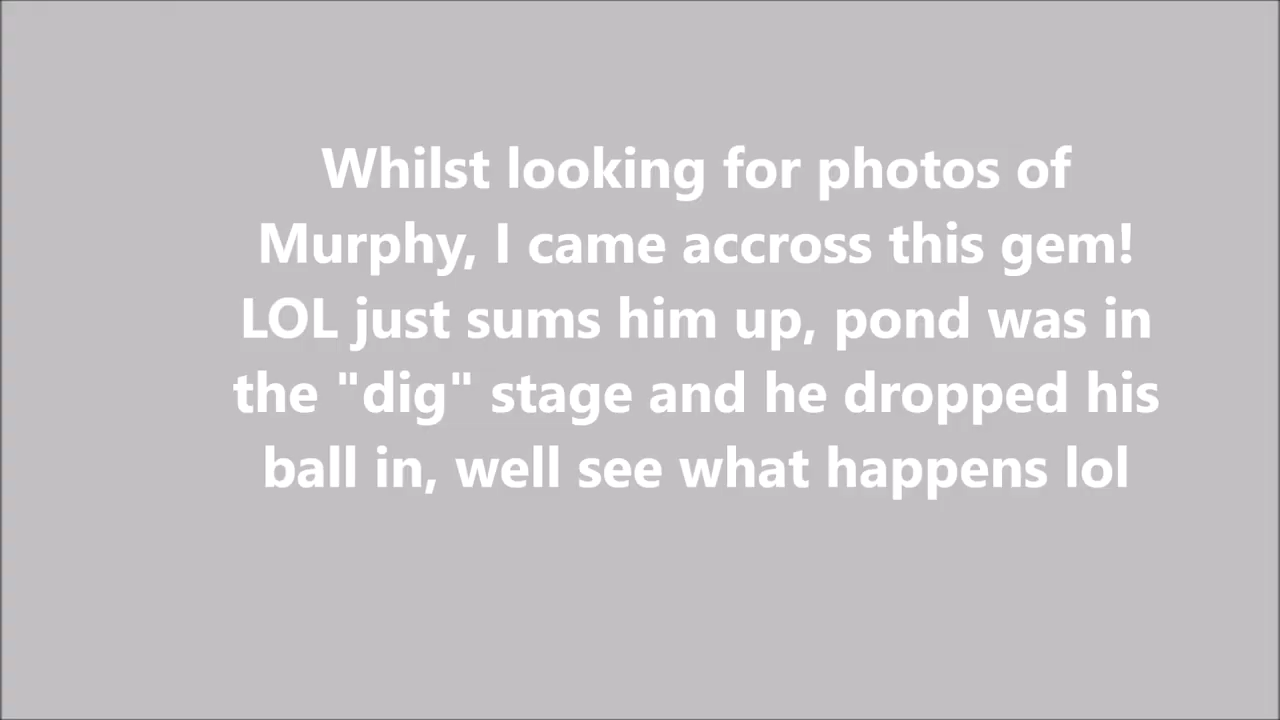 Whilst looking for photos of
Murphy, I came accross this gem!
LOL just sums him up, pond was in
the "dig" stage and he dropped his
ball in, well see what happens lol